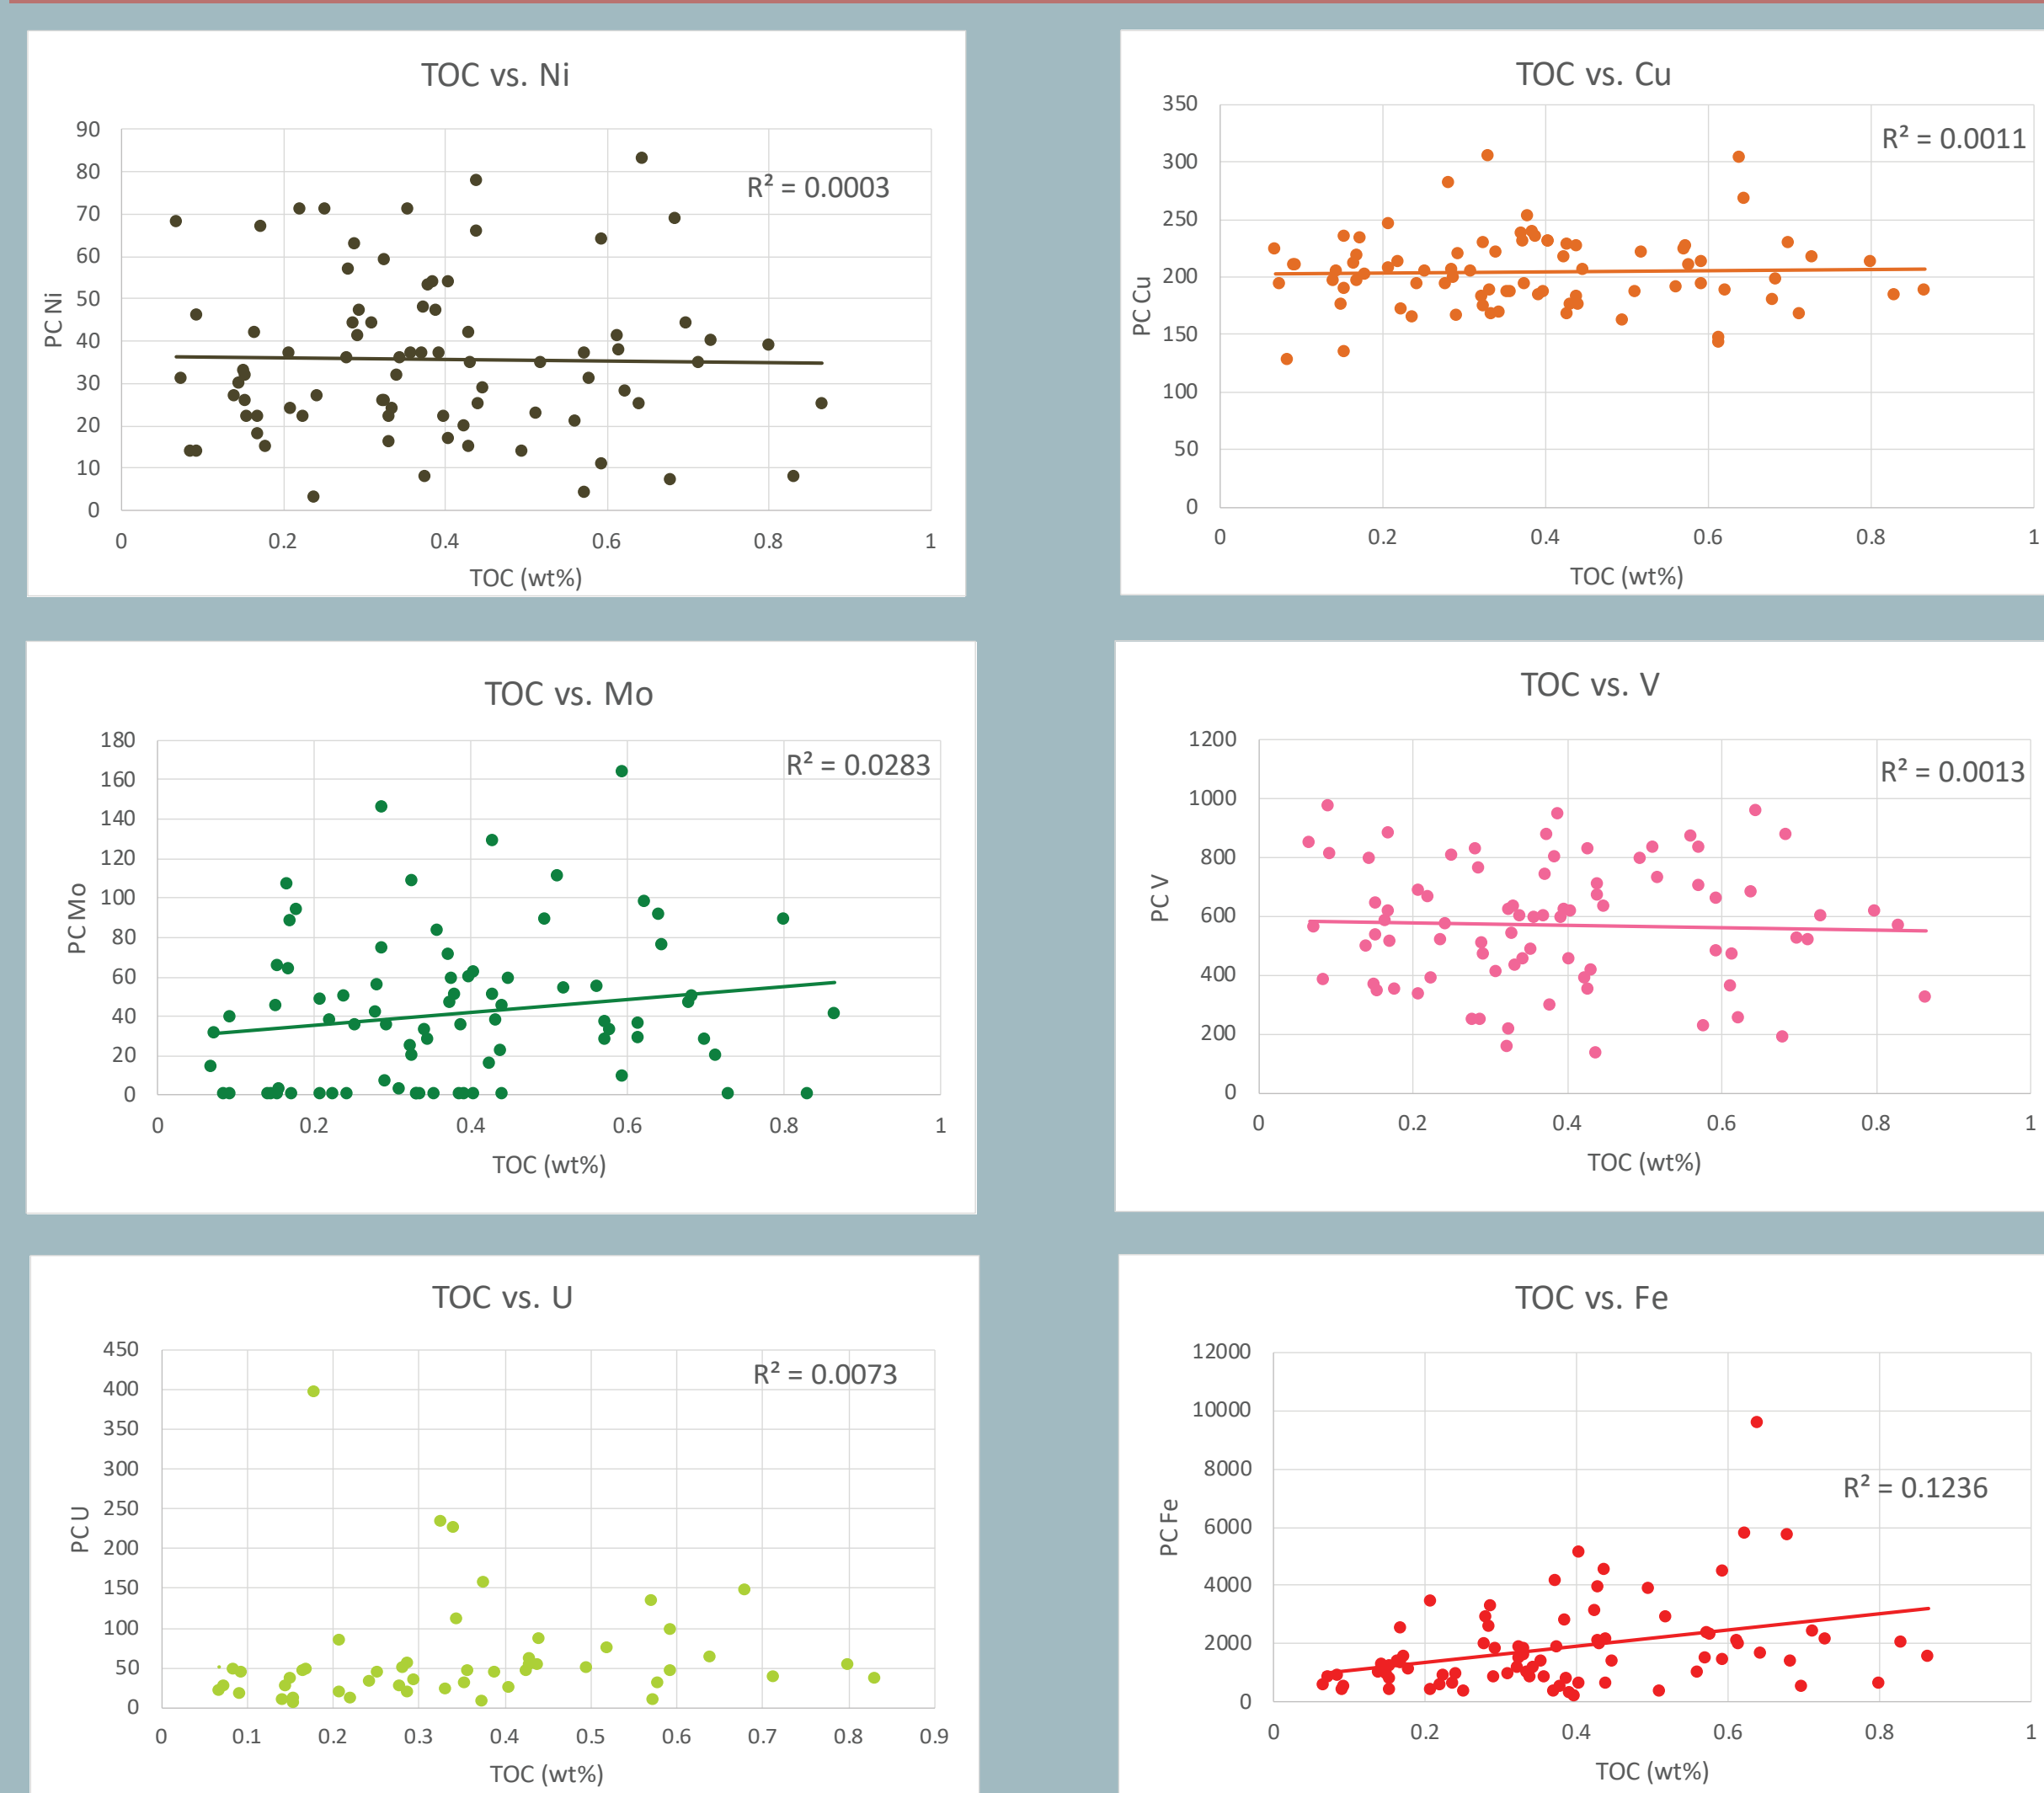 TOC vs. Ni
90
80
70
60
50
40
30
20
10
0
PC Ni
R² = 0.0003
0 0.2 0.4 0.6 0.8 1
TOC (wt%)
TOC vs. Cu
350
300
250
200
150
100
50
0
PC Cu
R² = 0.0011
0 0.2 0.4 0.6 0.8 1
TOC (wt%)
TOC vs. Mo
180
160
140
120
100
80
60
40
20
0
PC Mo
R² = 0.0283
0 0.2 0.4 0.6 0.8 1
TOC (wt%)
TOC vs. V
1200
1000
800
600
400
200
0
PC V
R² = 0.0013
0 0.2 0.4 0.6 0.8 1
TOC (wt%)
TOC vs. U
450
400
350
300
250
200
150
100
50
0
PC U
R² = 0.0073
0 0.1 0.2 0.3 0.4 0.5 0.6 0.7 0.8 0.9
TOC (wt%)
TOC vs. Fe
12000
10000
8000
6000
4000
2000
0
PC Fe
R² = 0.1236
0 0.2 0.4 0.6 0.8 1
TOC (wt%)